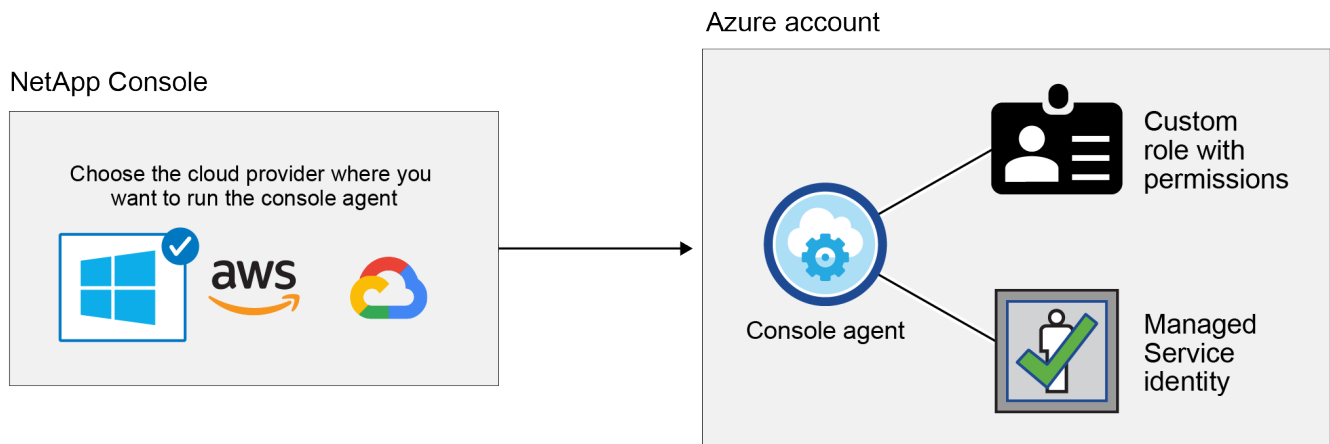 Azure account
NetApp Console
Choose the cloud provider where you
want to run the console agent
aws
Console agent
Custom
role with
permissions
Managed
Service
identity